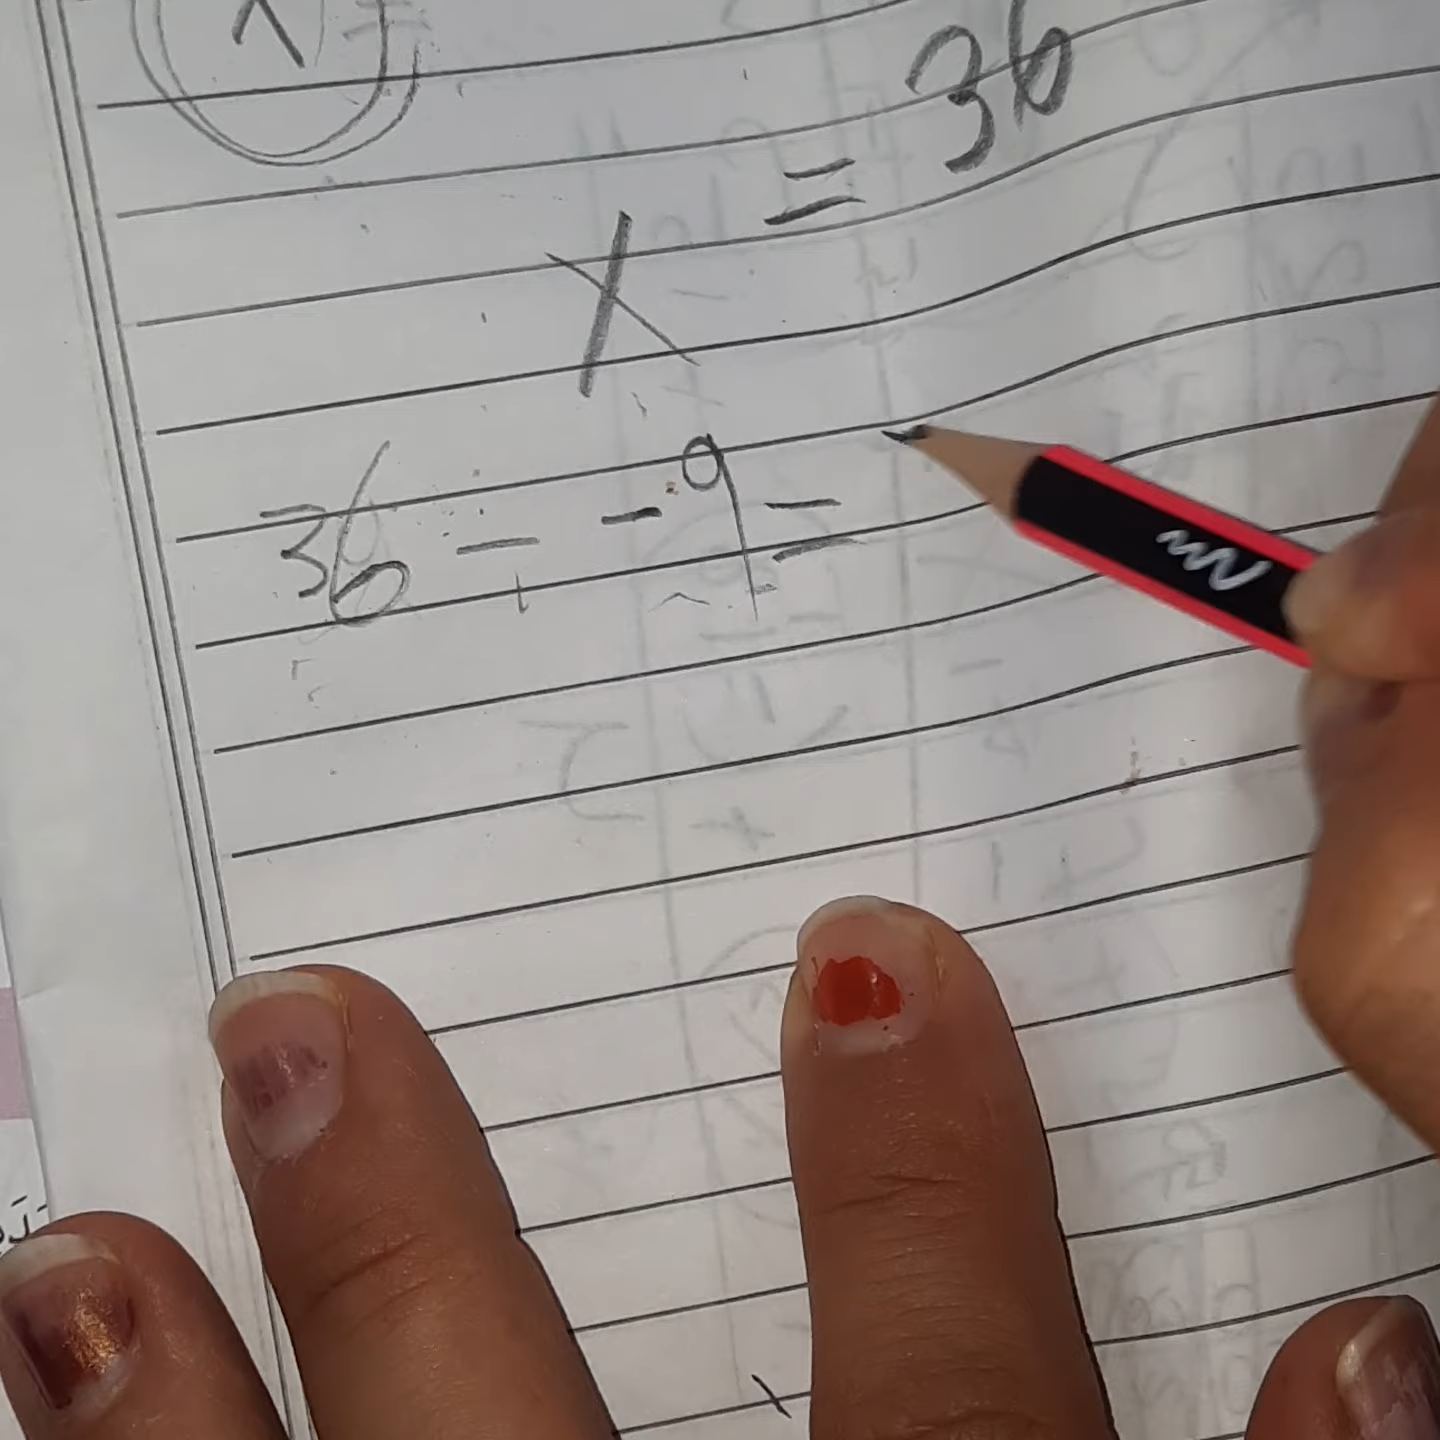 x = 36
36 - -9 =